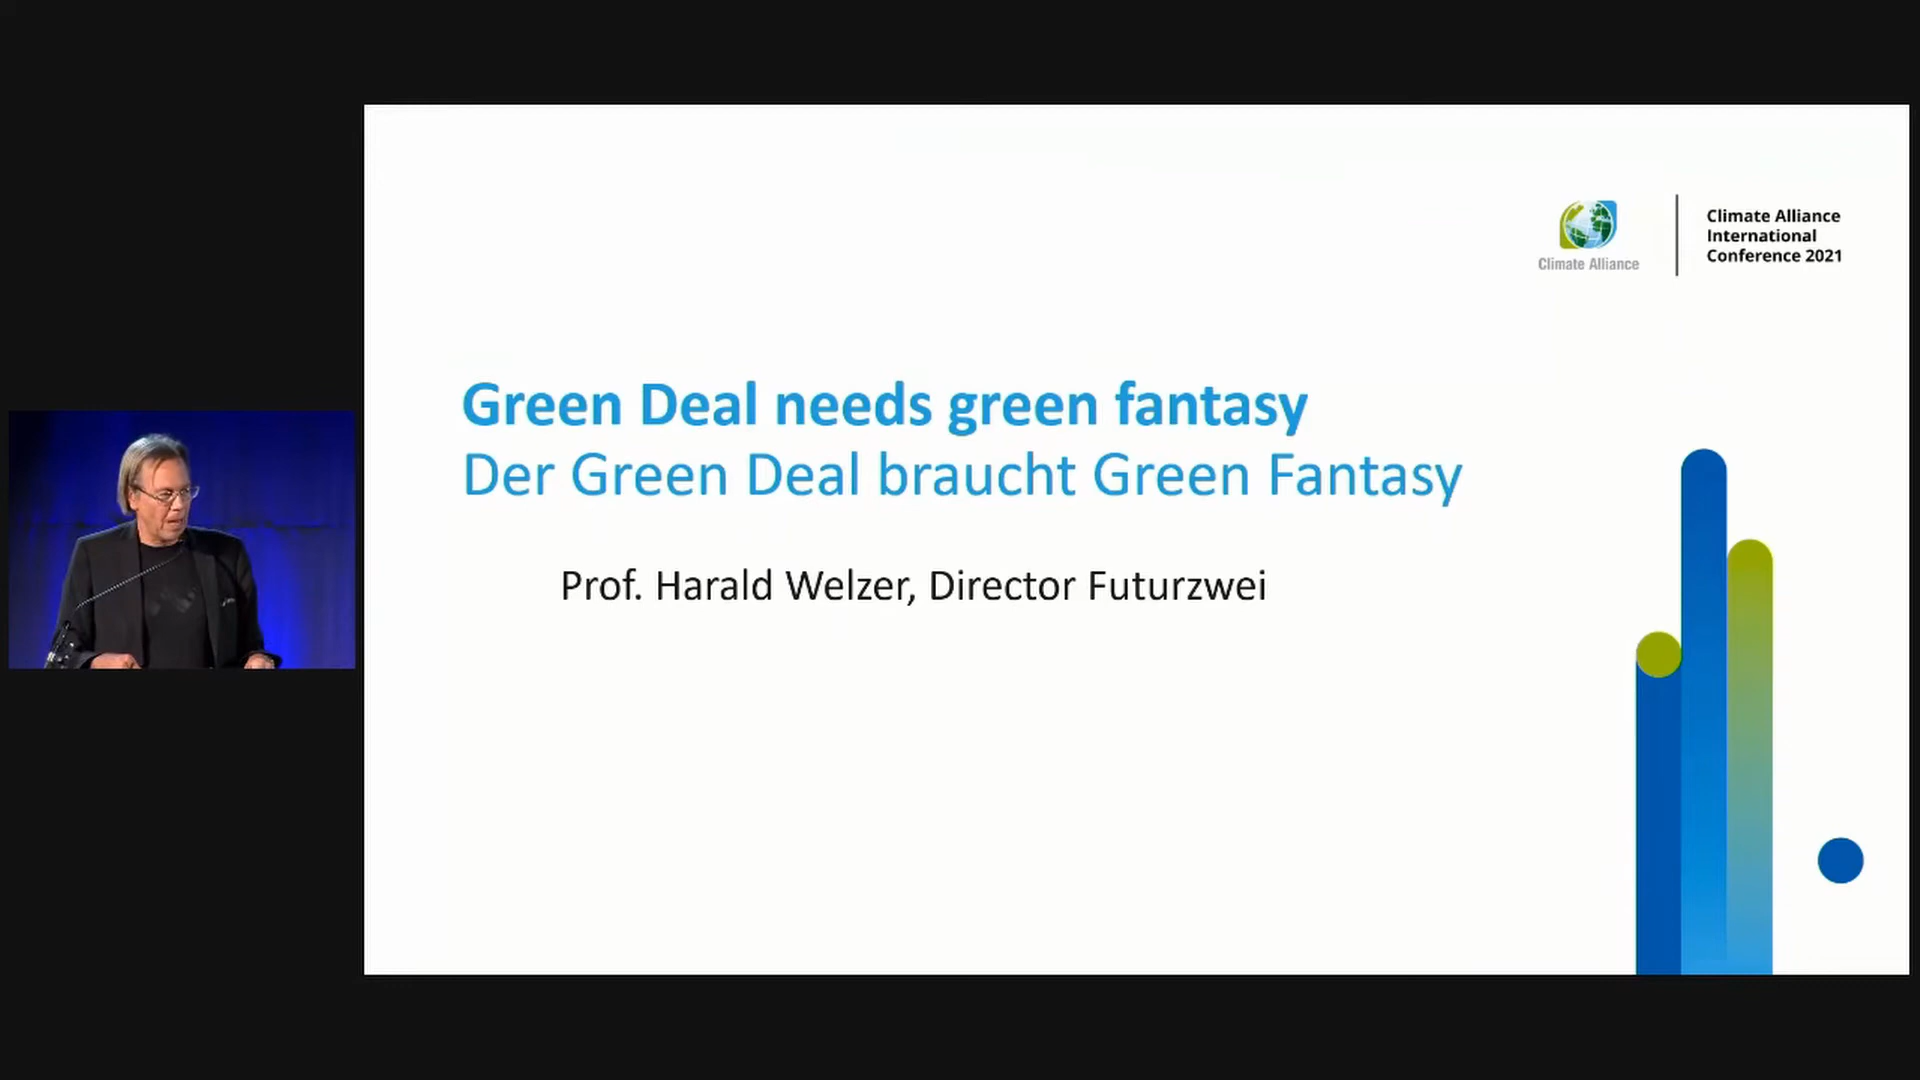 Climate Alliance
Climate Alliance
International
Conference 2021
Green Deal needs green fantasy
Der Green Deal braucht Green Fantasy
Prof. Harald Welzer, Director Futurzwei